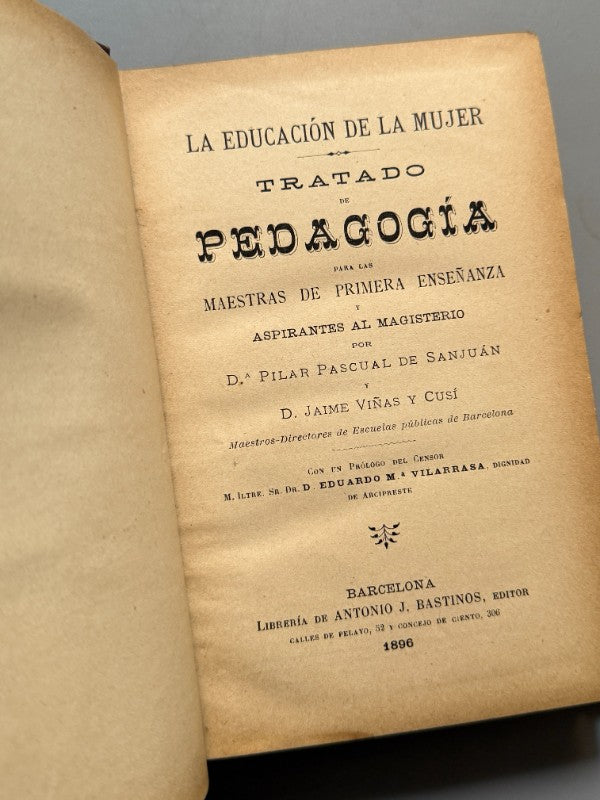 LA EDUCACIÓN DE LA MUJER
TRATADO
DE
PEDAGOGÍA
PARA LAS
MAESTRAS DE PRIMERA ENSEÑANZA
Y
ASPIRANTES AL MAGISTERIO
POR
D.ª PILAR PASCUAL DE SANJUÁN
Y
D. JAIME VIÑAS Y CUSÍ
Maestros-Directores de Escuelas públicas de Barcelona
CON UN PRÓLOGO DEL CENSOR
M. ILTRE. SR. DR. D. EDUARDO M.ª VILARRASA, DIGNIDAD
DE ARCIPRESTE
BARCELONA
LIBRERÍA DE ANTONIO J. BASTINOS, EDITOR
CALLES DE PELAYO, 52 Y CONCEJO DE CIENTO, 306
1896